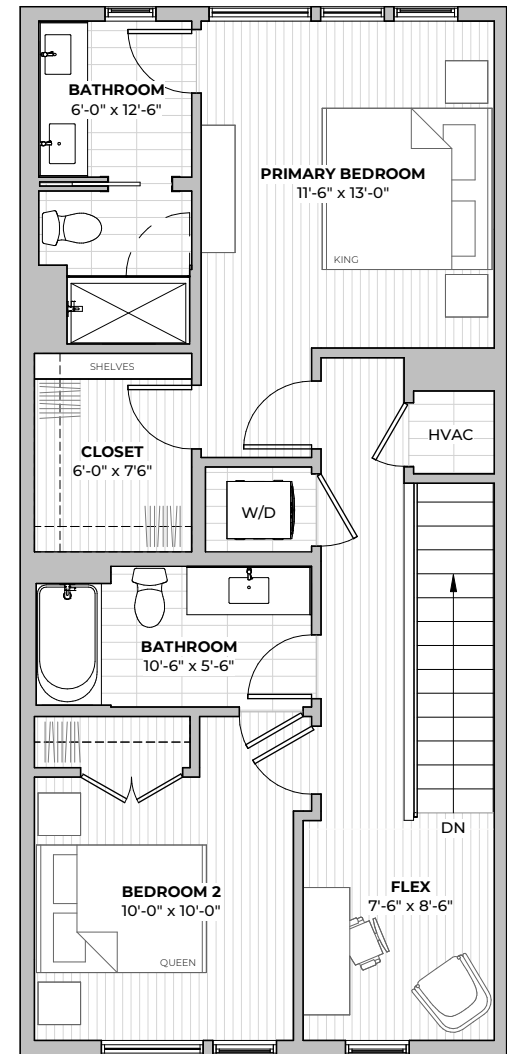 BATHROOM
6'-0" x 12'-6"
PRIMARY BEDROOM
11'-6" x 13'-0"
KING
SHELVES
CLOSET
6'-0" x 7'6"
HVAC
W/D
BATHROOM
10'-6" x 5'-6"
DN
BEDROOM 2
10'-0" x 10'-0"
QUEEN
FLEX
7'-6" x 8'-6"